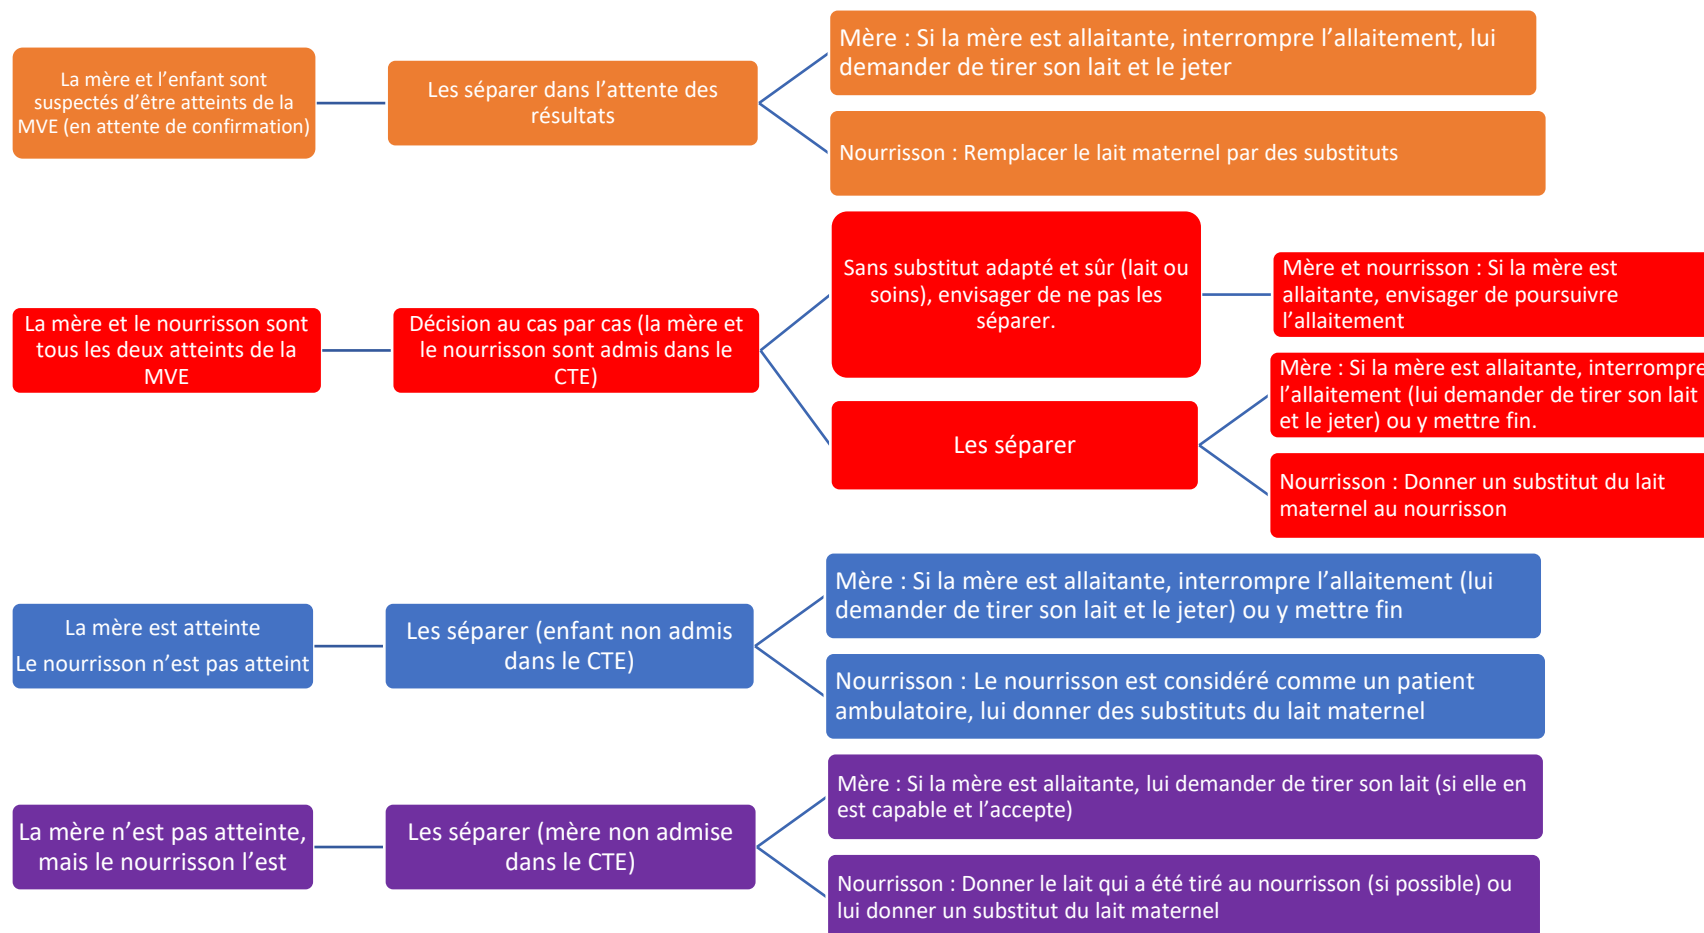 La mère et l’enfant sont
suspectés d’être atteints de la
MVE (en attente de confirmation)
Les séparer dans l’attente des
résultats
Mère : Si la mère est allaitante, interrompre l’allaitement, lui
demander de tirer son lait et le jeter
Nourrisson : Remplacer le lait maternel par des substituts
La mère et le nourrisson sont
tous les deux atteints de la
MVE
Décision au cas par cas (la mère et
le nourrisson sont admis dans le
CTE)
Sans substitut adapté et sûr (lait ou
soins), envisager de ne pas les
séparer.
Mère et nourrisson : Si la mère est
allaitante, envisager de poursuivre
l’allaitement
Les séparer
Mère : Si la mère est allaitante, interrompre
l’allaitement (lui demander de tirer son lait
et le jeter) ou y mettre fin.
Nourrisson : Donner un substitut du lait
maternel au nourrisson
La mère est atteinte
Le nourrisson n’est pas atteint
Les séparer (enfant non admis
dans le CTE)
Mère : Si la mère est allaitante, interrompre l’allaitement (lui
demander de tirer son lait et le jeter) ou y mettre fin
Nourrisson : Le nourrisson est considéré comme un patient
ambulatoire, lui donner des substituts du lait maternel
La mère n’est pas atteinte,
mais le nourrisson l’est
Les séparer (mère non admise
dans le CTE)
Mère : Si la mère est allaitante, lui demander de tirer son lait (si elle en
est capable et l’accepte)
Nourrisson : Donner le lait qui a été tiré au nourrisson (si possible) ou
lui donner un substitut du lait maternel